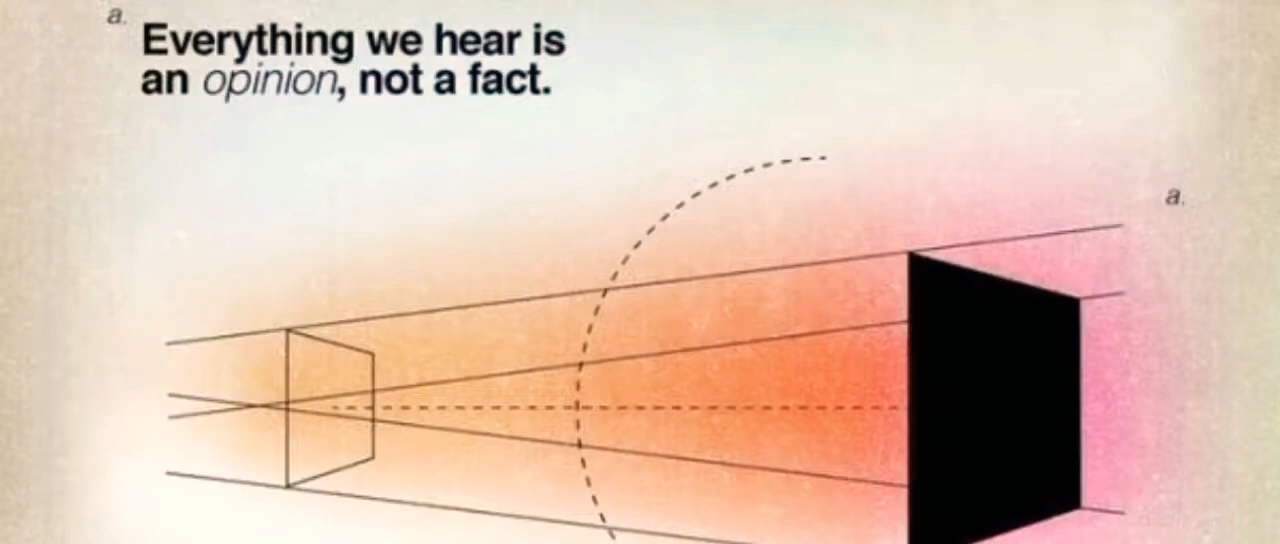 a.
Everything we hear is
an opinion, not a fact.
a.